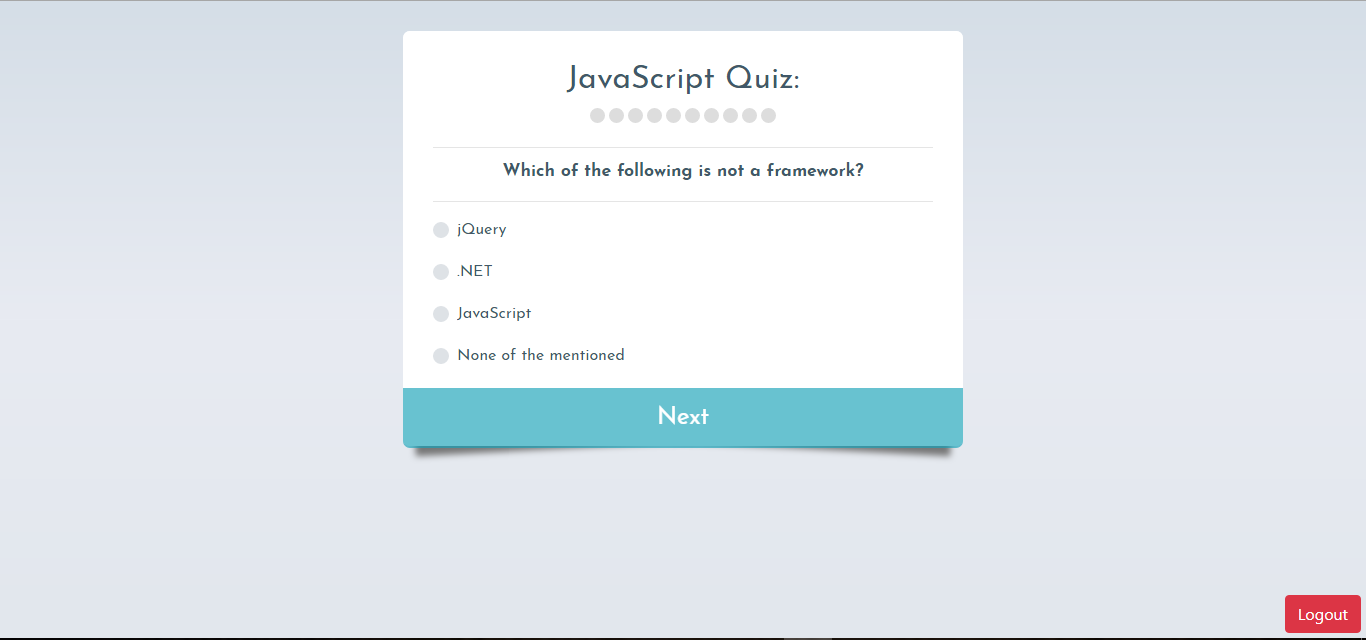 JavaScript Quiz:
Which of the following is not a framework?
jQuery
.NET
JavaScript
None of the mentioned
Next
Logout